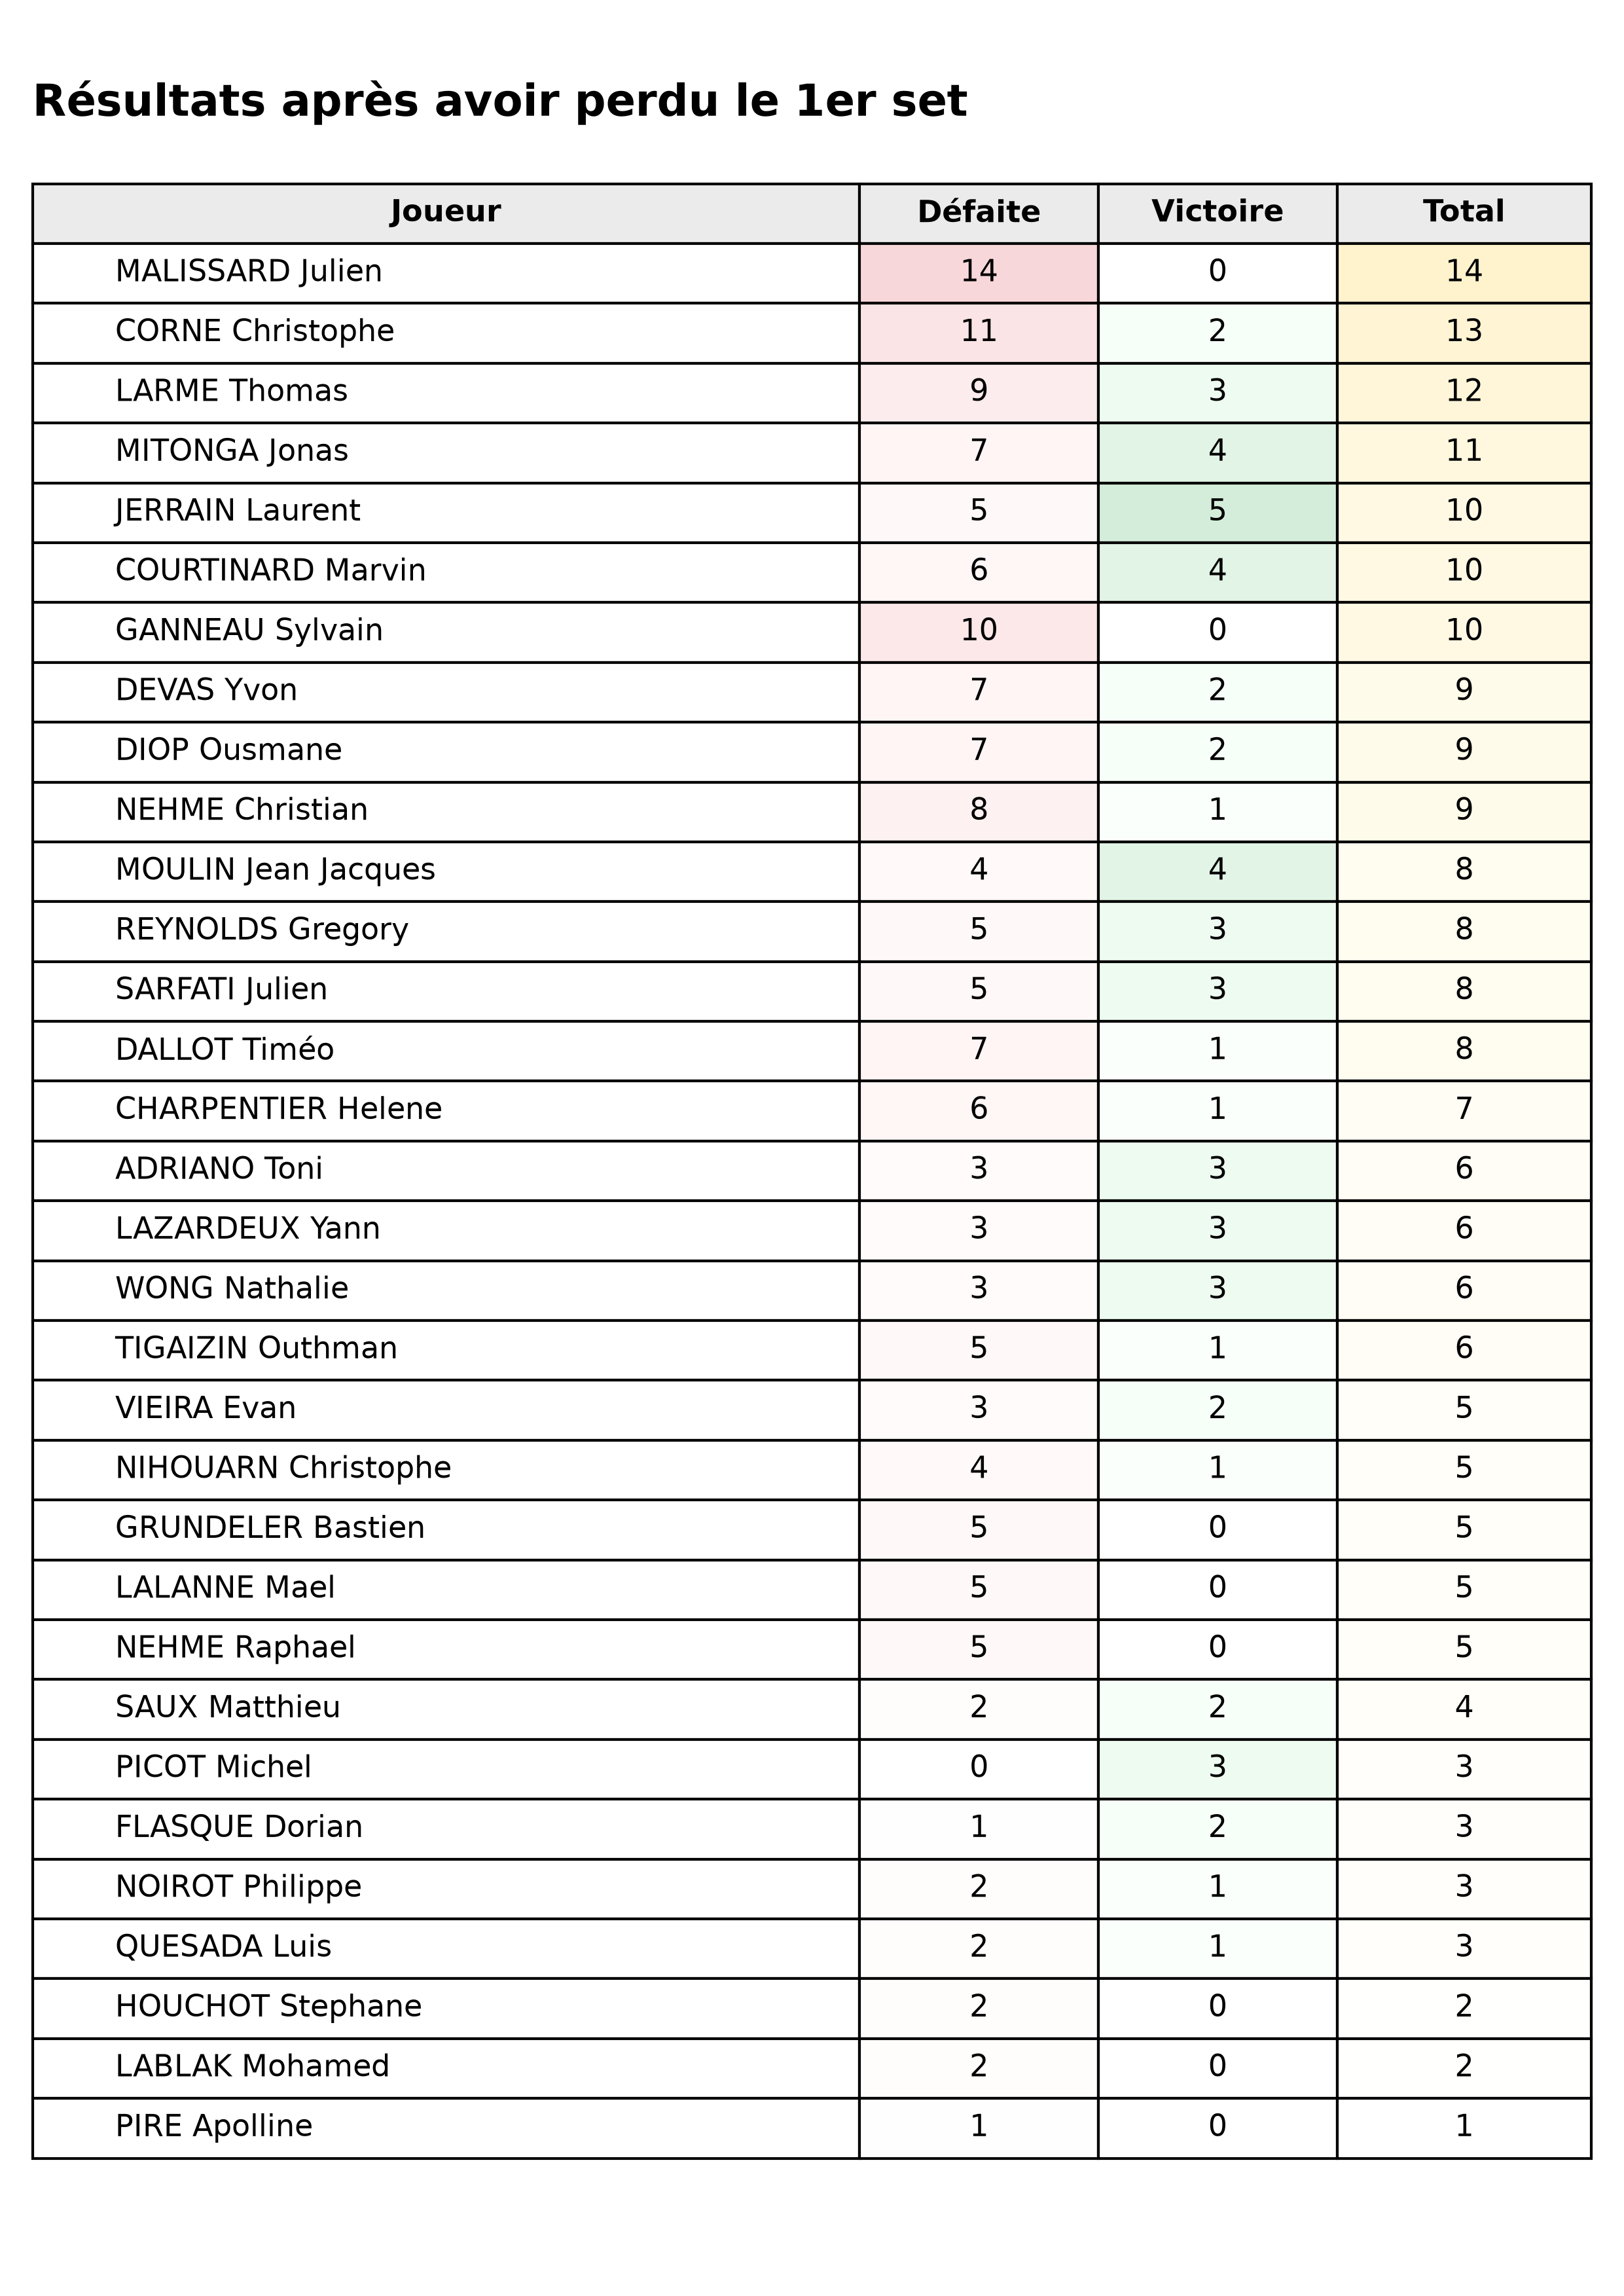 Résultats après avoir perdu le 1er set
Joueur Défaite Victoire Total
MALISSARD Julien 14 0 14
CORNE Christophe 11 2 13
LARME Thomas 9 3 12
MITONGA Jonas 7 4 11
JERRAIN Laurent 5 5 10
COURTINARD Marvin 6 4 10
GANNEAU Sylvain 10 0 10
DEVAS Yvon 7 2 9
DIOP Ousmane 7 2 9
NEHME Christian 8 1 9
MOULIN Jean Jacques 4 4 8
REYNOLDS Gregory 5 3 8
SARFATI Julien 5 3 8
DALLOT Timéo 7 1 8
CHARPENTIER Helene 6 1 7
ADRIANO Toni 3 3 6
LAZARDEUX Yann 3 3 6
WONG Nathalie 3 3 6
TIGAIZIN Outhman 5 1 6
VIEIRA Evan 3 2 5
NIHOUARN Christophe 4 1 5
GRUNDELER Bastien 5 0 5
LALANNE Mael 5 0 5
NEHME Raphael 5 0 5
SAUX Matthieu 2 2 4
PICOT Michel 0 3 3
FLASQUE Dorian 1 2 3
NOIROT Philippe 2 1 3
QUESADA Luis 2 1 3
HOUCHOT Stephane 2 0 2
LABLAK Mohamed 2 0 2
PIRE Apolline 1 0 1